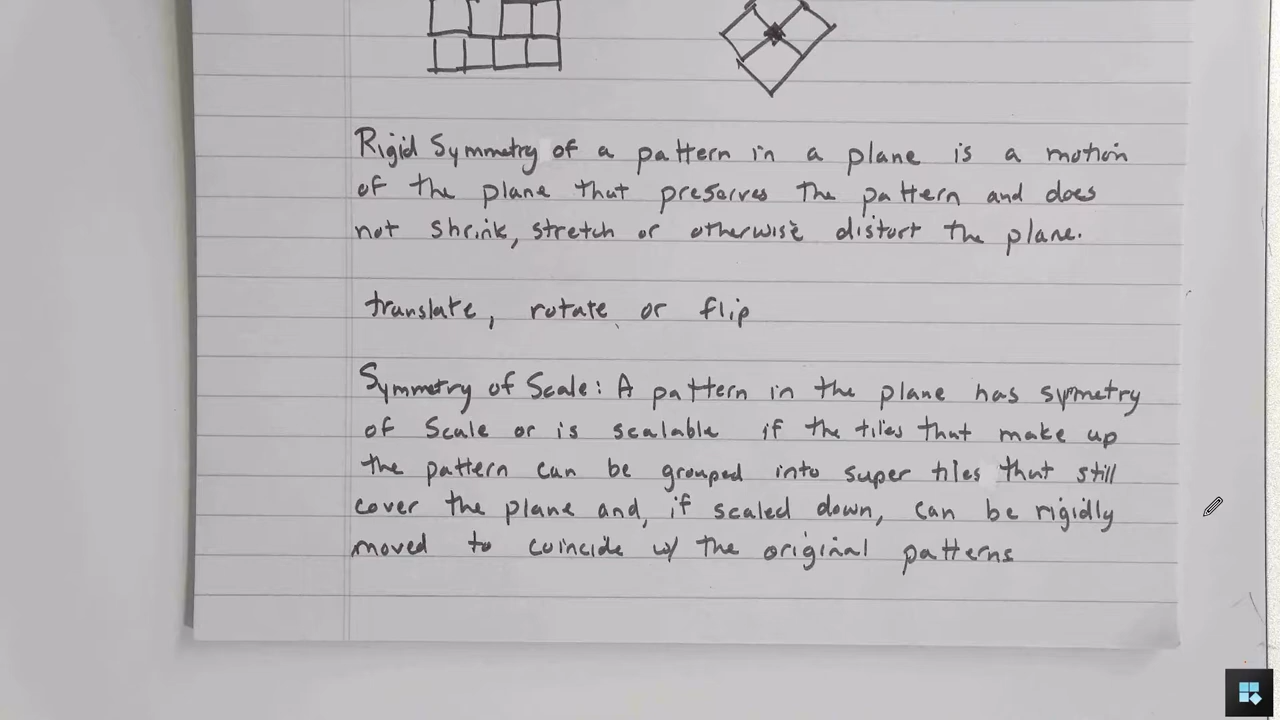 Rigid Symmetry of a pattern in a plane is a motion
of the plane that preserves the pattern and does
not shrink, stretch or otherwise distort the plane.
translate, rotate or flip
Symmetry of Scale: A pattern in the plane has symmetry
of Scale or is scalable if the tiles that make up
the pattern can be grouped into super tiles that still
cover the plane and, if scaled down, can be rigidly
moved to coincide w/ the original patterns